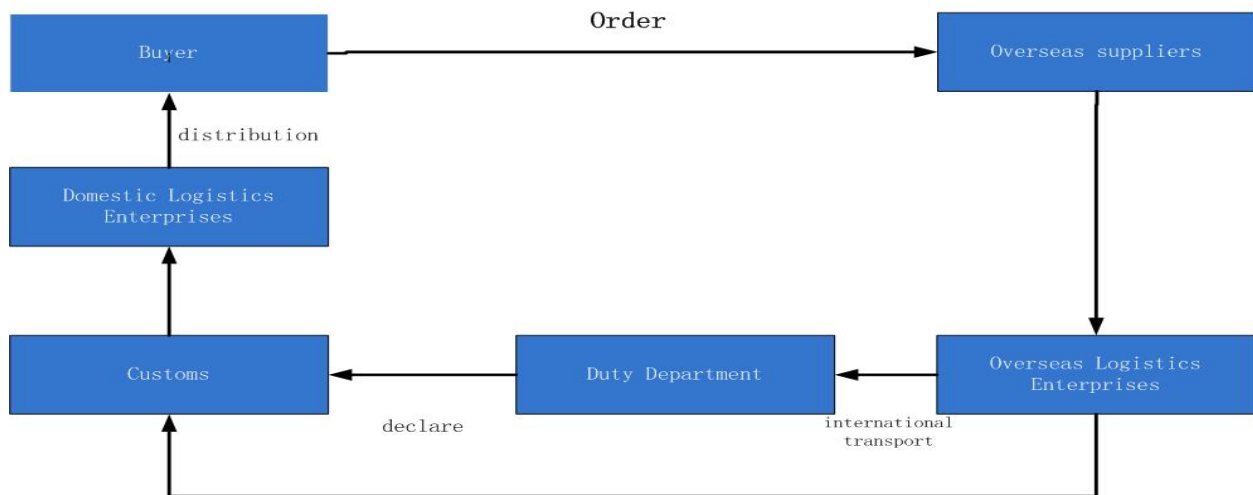 Order
Buyer
Overseas suppliers
distribution
Domestic Logistics
Enterprises
Customs
Duty Department
Overseas Logistics
Enterprises
declare
international
transport